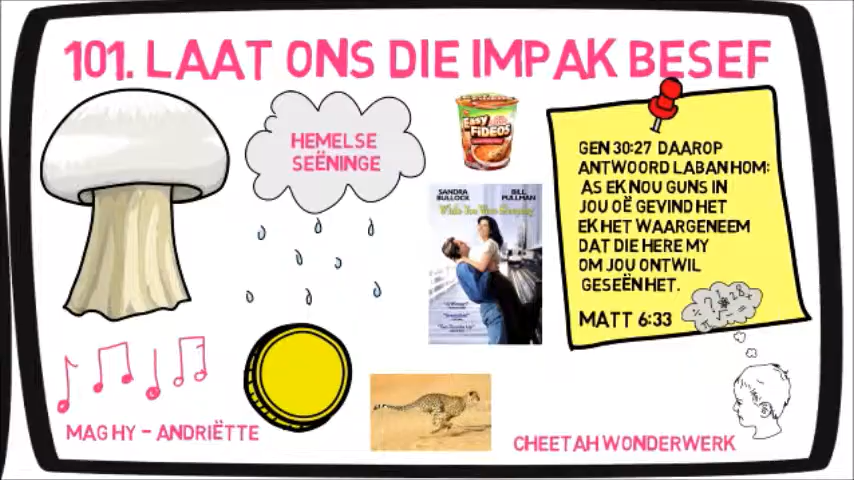 101. LAAT ONS DIE IMPAK BESEF
HEMELSE
SEËNINGE
Easy
FiDEOS
SANDRA
BULLOCK
BILL
PULLMAN
While You Were Sleeping
GEN 30:27 DAAROP
ANTWOORD LABAN HOM:
AS EK NOU GUNS IN
JOU OË GEVIND HET
EK HET WAARGENEEM
DAT DIE HERE MY
OM JOU ONTWIL
GESEËN HET.
MATT 6:33
MAG HY - ANDRIËTTE
CHEETAH WONDERWERK